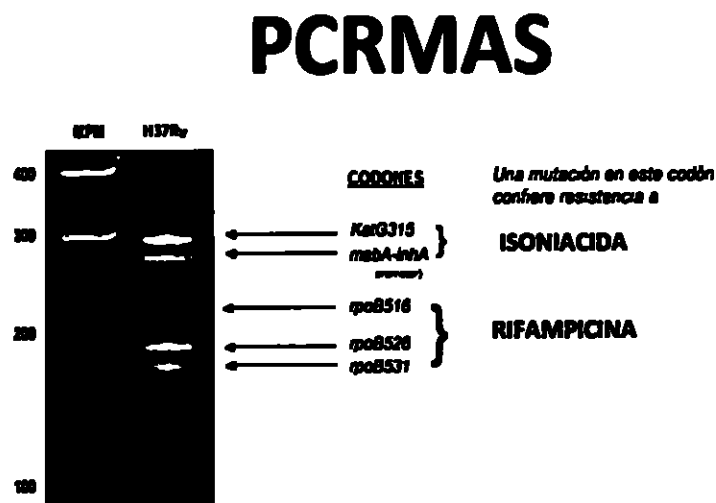 PCRMAS
H37Rv
400
300
200
100
CODONES
KatG315
mabA-inhA
rpoB516
rpoB526
rpoB531
Una mutación en este codón
confiere resistencia a
ISONIACIDA
RIFAMPICINA